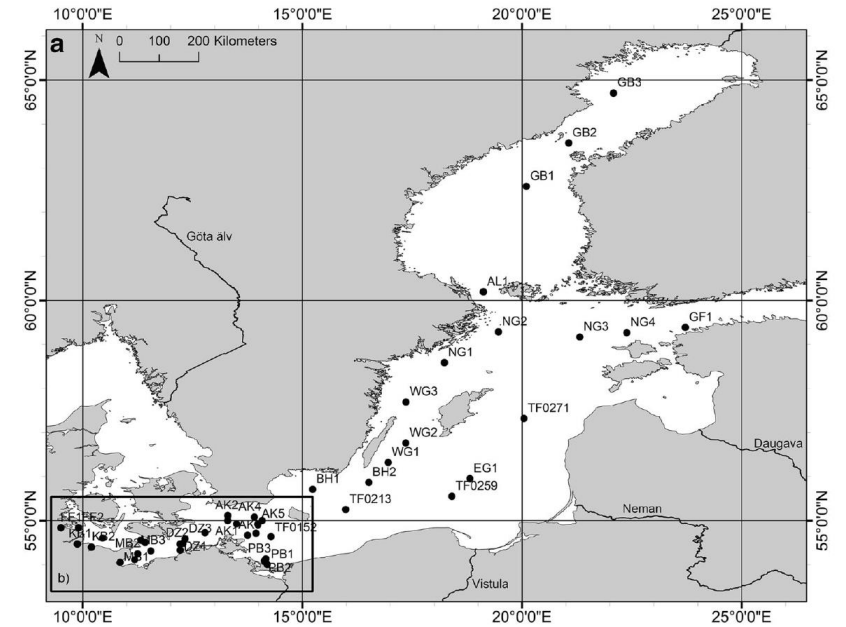 10°0'0"E 15°0'0"E 20°0'0"E 25°0'0"E
a
N
0 100 200 Kilometers
65°0'0"N
65°0'0"N
GB3
GB2
GB1
Göta älv
AL1
60°0'0"N
60°0'0"N
NG2
NG3
NG4
GF1
NG1
WG3
TF0271
WG2
WG1
Daugava
BH1
BH2
EG1
TF0259
TF0213
Neman
AK2 AK4
AK5
FF1 FF2
55°0'0"N
55°0'0"N
AK1
TF0152
DZ2
DZ3
KB1
KB2
MB2
MB3
DZ4
MB1
PB3
PB1
PB2
b)
Vistula
10°0'0"E 15°0'0"E 20°0'0"E 25°0'0"E